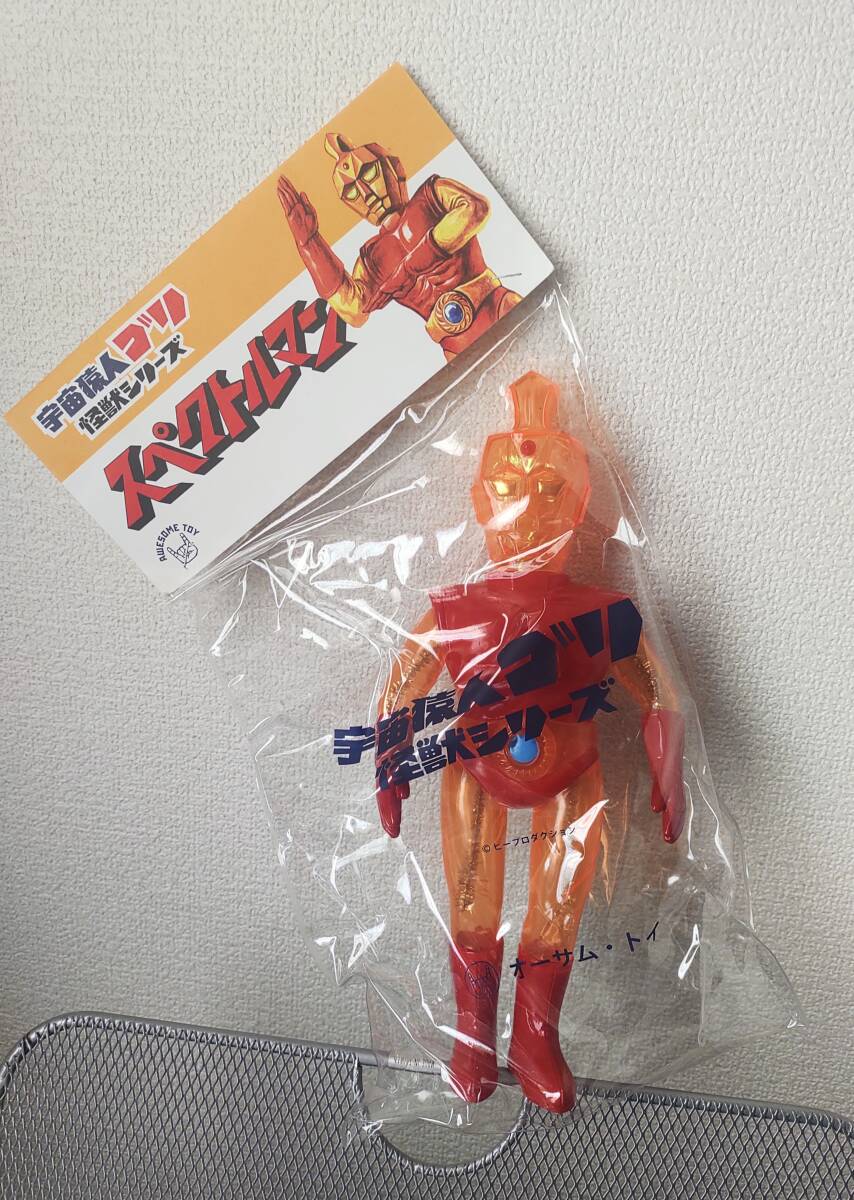 宇宙猿人ゴリ
怪獣シリーズ
スペクトルマン
AWESOME TOY
宇宙猿人ゴリ
怪獣シリーズ
©ピープロダクション
オーサム・トイ